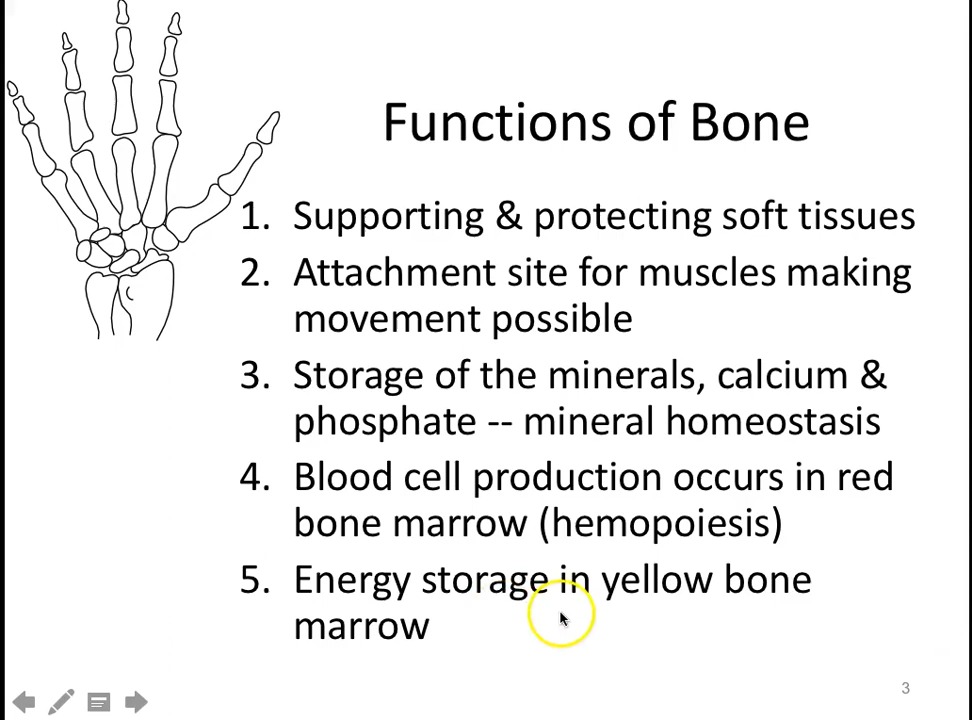 Functions of Bone
1. Supporting & protecting soft tissues
2. Attachment site for muscles making
movement possible
3. Storage of the minerals, calcium &
phosphate -- mineral homeostasis
4. Blood cell production occurs in red
bone marrow (hemopoiesis)
5. Energy storage in yellow bone
marrow
3